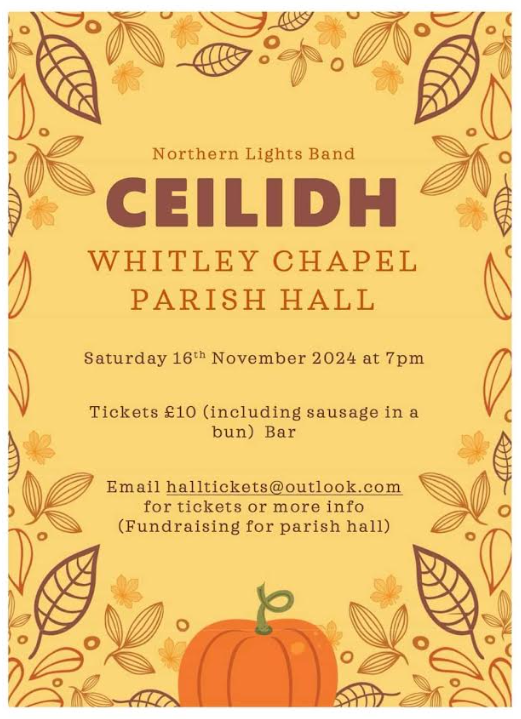 Northern Lights Band
CEILIDH
WHITLEY CHAPEL
PARISH HALL
Saturday 16th November 2024 at 7pm
Tickets £10 (including sausage in a
bun)  Bar
Email halltickets@outlook.com
for tickets or more info
(Fundraising for parish hall)